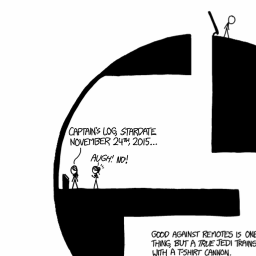 CAPTAIN'S LOG, STARDATE
NOVEMBER 24TH, 2015...
AUGH! NO!
GOOD AGAINST REMOTES IS ONE
THING, BUT A TRUE JEDI TRAINS
WITH A T-SHIRT CANNON.